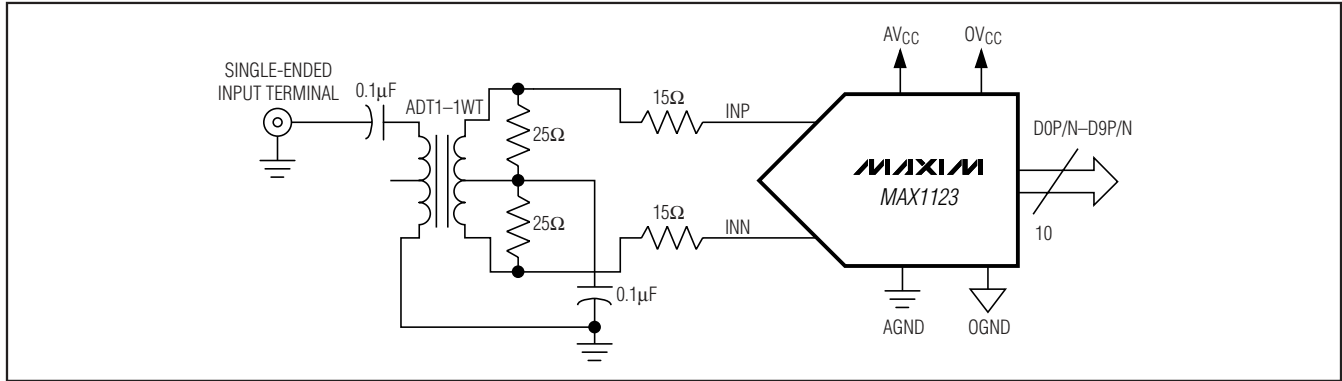 SINGLE-ENDED
INPUT TERMINAL
0.1μF
ADT1–1WT
25Ω
25Ω
0.1μF
15Ω
INP
15Ω
INN
AVCC
OVCC
MAXIM
MAX1123
D0P/N–D9P/N
10
AGND
OGND